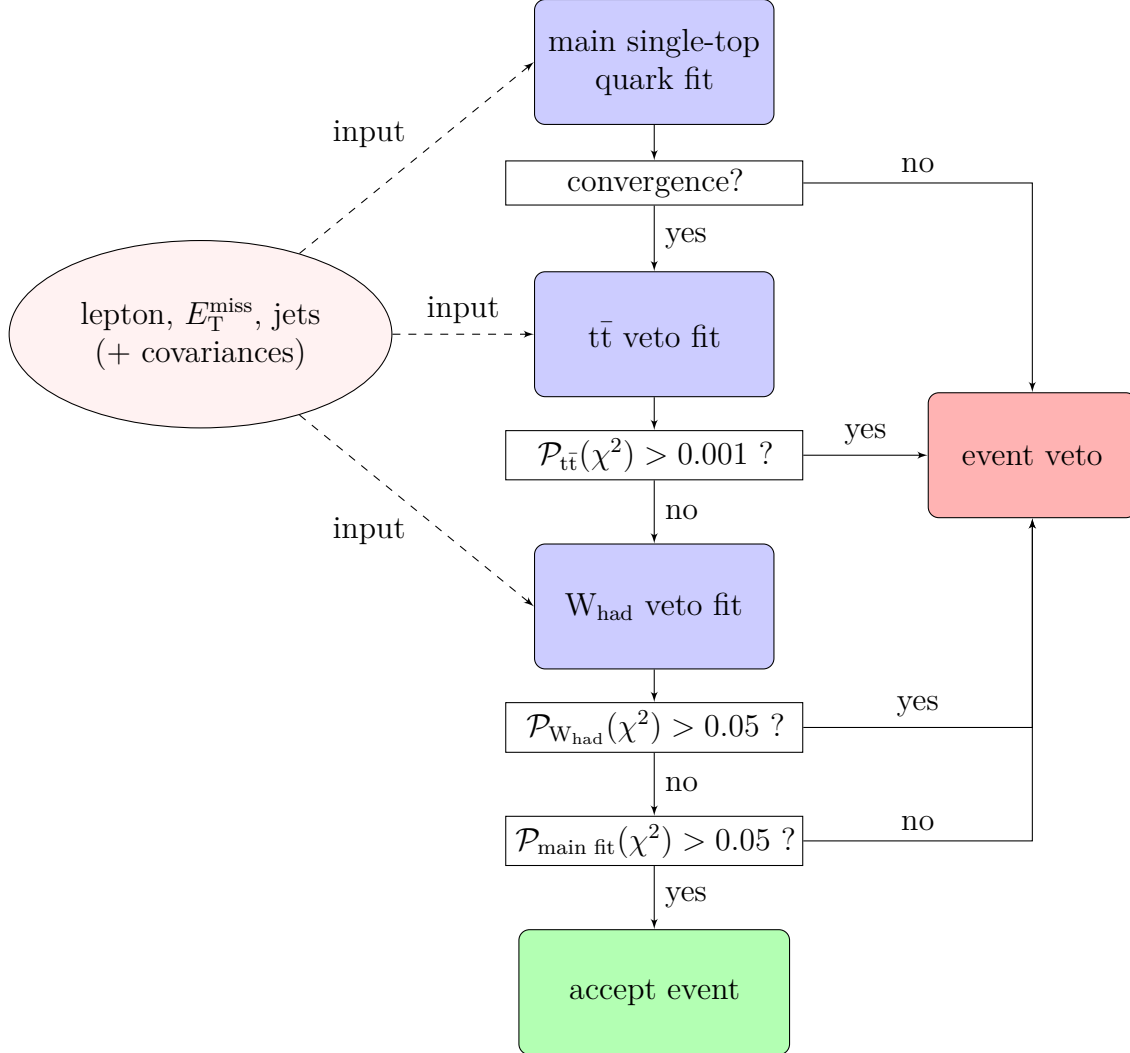 main single-top
quark fit
input
convergence?
no
yes
lepton, E_T^miss, jets
(+ covariances)
input
tt̄ veto fit
yes
P_tt̄(χ²) > 0.001 ?
event veto
no
input
W_had veto fit
yes
P_W_had(χ²) > 0.05 ?
no
P_main fit(χ²) > 0.05 ?
no
yes
accept event